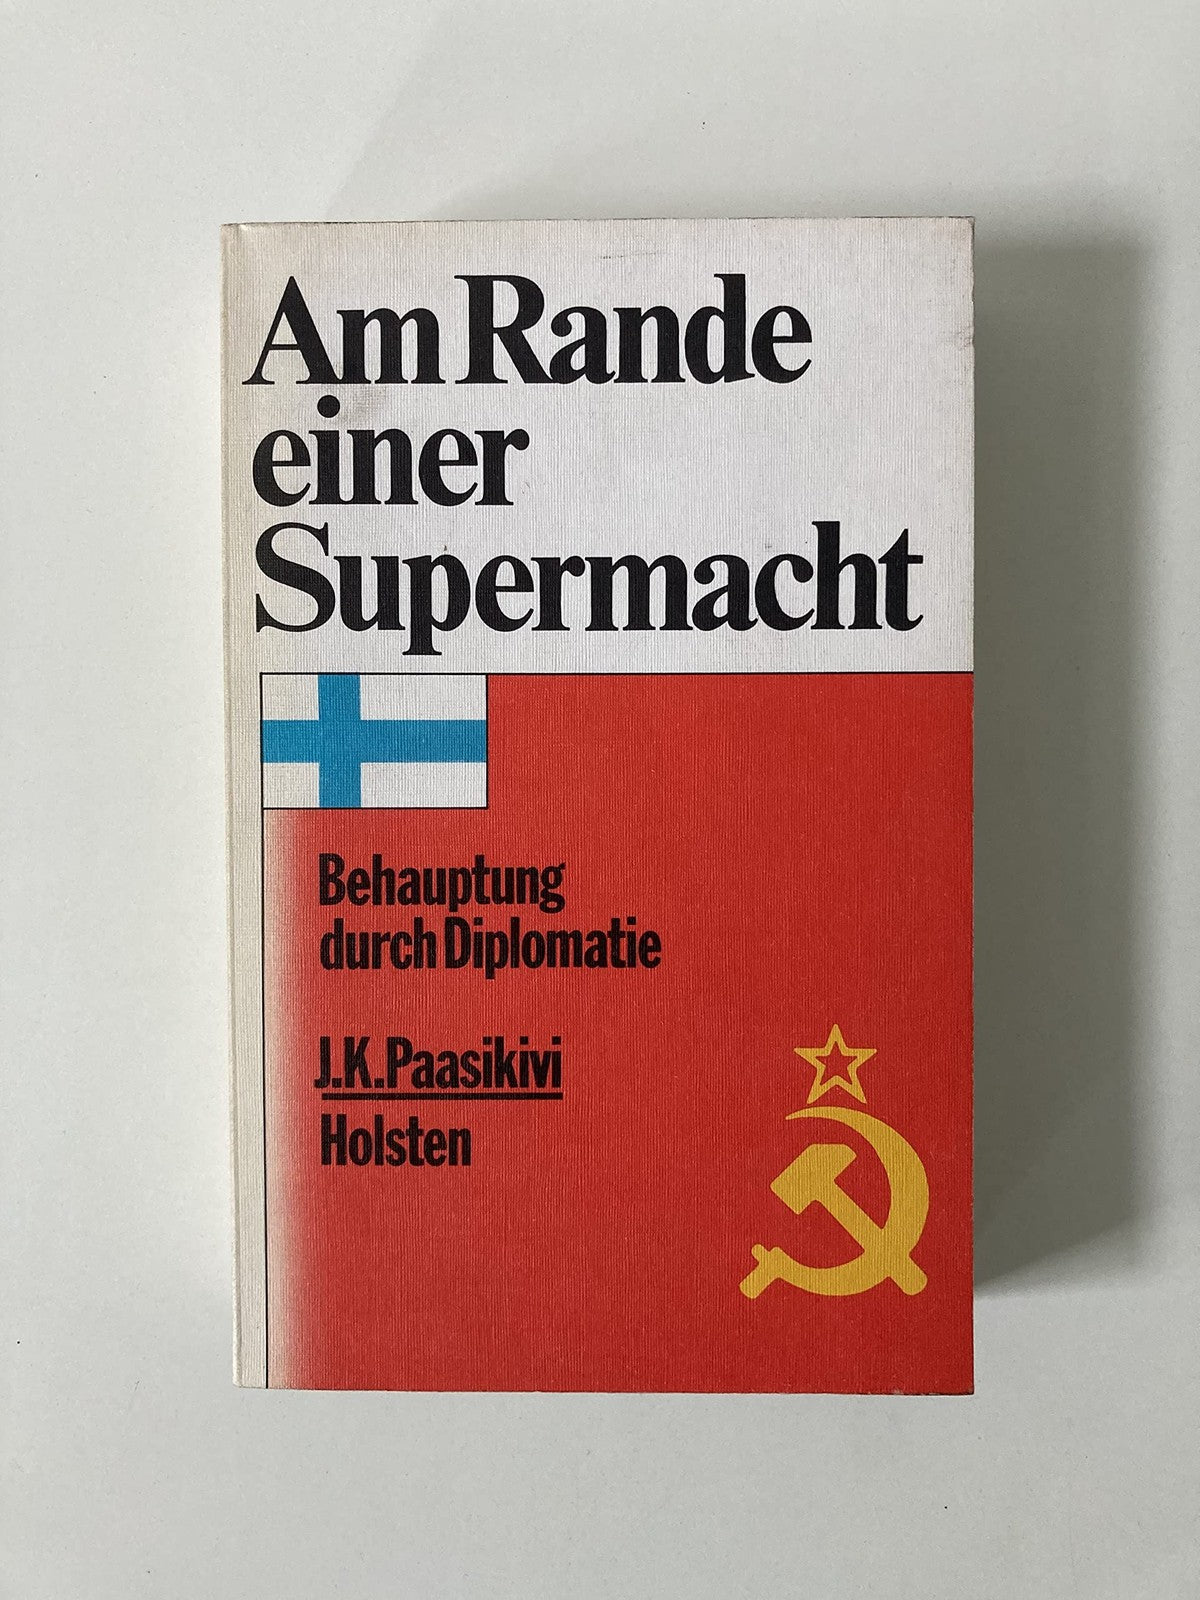 Am Rande
einer
Supermacht
Behauptung
durch Diplomatie
J.K.Paasikivi
Holsten